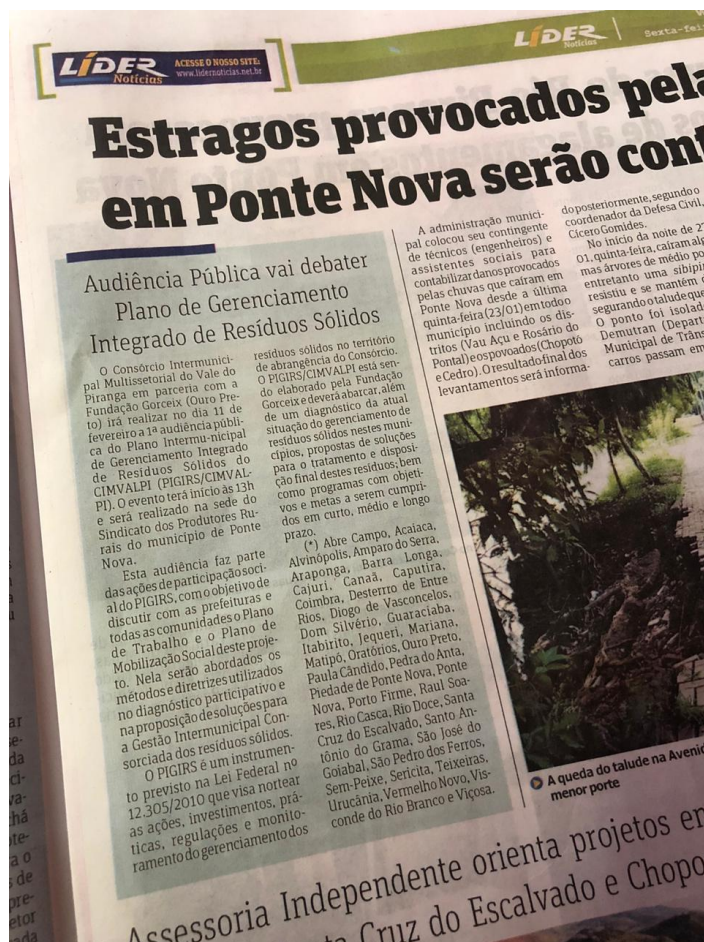 LÍDER
Notícias
ACESSE O NOSSO SITE:
www.lidernoticias.net.br
LÍDER
Notícias
Estragos provocados pela
em Ponte Nova serão cont
Audiência Pública vai debater
Plano de Gerenciamento
Integrado de Resíduos Sólidos
O Consórcio Intermunici-
pal Multissetorial do Vale do
Piranga em parceria com a
Fundação Gorceix (Ouro Pre-
to) irá realizar no dia 11 de
fevereiro a 1ª audiência públi-
ca do Plano Intermu-nicipal
de Gerenciamento Integrado
de Resíduos Sólidos do
CIMVALPI (PIGIRS/CIMVAL-
PI). O evento terá início às 13h
e será realizado na sede do
Sindicato dos Produtores Ru-
rais do município de Ponte
Nova.
Esta audiência faz parte
das ações de participação soci-
al do PIGIRS, com o objetivo de
discutir com as prefeituras e
todas as comunidades o Plano
de Trabalho e o Plano de
Mobilização Social deste proje-
to. Nela serão abordados os
métodos e diretrizes utilizados
no diagnóstico participativo e
na proposição de soluções para
a Gestão Intermunicipal Con-
sorciada dos resíduos sólidos.
O PIGIRS é um instrumen-
to previsto na Lei Federal nº
12.305/2010 que visa nortear
as ações, investimentos, prá-
ticas, regulações e monito-
ramento do gerenciamento dos
resíduos sólidos no território
de abrangência do Consórcio.
O PIGIRS/CIMVALPI está sen-
do elaborado pela Fundação
Gorceix e deverá abarcar, além
de um diagnóstico da atual
situação do gerenciamento de
resíduos sólidos nestes muni-
cípios, propostas de soluções
para o tratamento e disposi-
ção final destes resíduos; bem
como programas com objeti-
vos e metas a serem cumpri-
dos em curto, médio e longo
prazo.
(*) Abre Campo, Acaiaca,
Alvinópolis, Amparo do Serra,
Araponga, Barra Longa,
Cajuri, Canaã, Caputira,
Coimbra, Desterrro de Entre
Rios, Diogo de Vasconcelos,
Dom Silvério, Guaraciaba,
Itabirito, Jequeri, Mariana,
Matipó, Oratórios, Ouro Preto,
Paula Cândido, Pedra do Anta,
Piedade de Ponte Nova, Ponte
Nova, Porto Firme, Raul Soa-
res, Rio Casca, Rio Doce, Santa
Cruz do Escalvado, Santo An-
tônio do Grama, São José do
Goiabal, São Pedro dos Ferros,
Sem-Peixe, Sericita, Teixeiras,
Urucânia, Vermelho Novo, Vis-
conde do Rio Branco e Viçosa.
A administração munici-
pal colocou seu contingente
de técnicos (engenheiros) e
assistentes sociais para
contabilizar danos provocados
pelas chuvas que caíram em
Ponte Nova desde a última
quinta-feira (23/01) em todo o
município incluindo os dis-
tritos (Vau Açu e Rosário do
Pontal) e os povoados (Chopotó
e Cedro). O resultado final dos
levantamentos será informa-
do posteriormente, segundo o
coordenador da Defesa Civil,
Cícero Gomides.
No início da noite de
01, quinta-feira, caíram
mas árvores de médio
entretanto uma
resistiu e se mantém
segurando o talude que
O ponto foi
Demutran
Municipal de
carros passam em
A queda do talude na
menor porte
Assessoria Independente orienta projetos
Cruz do Escalvado e